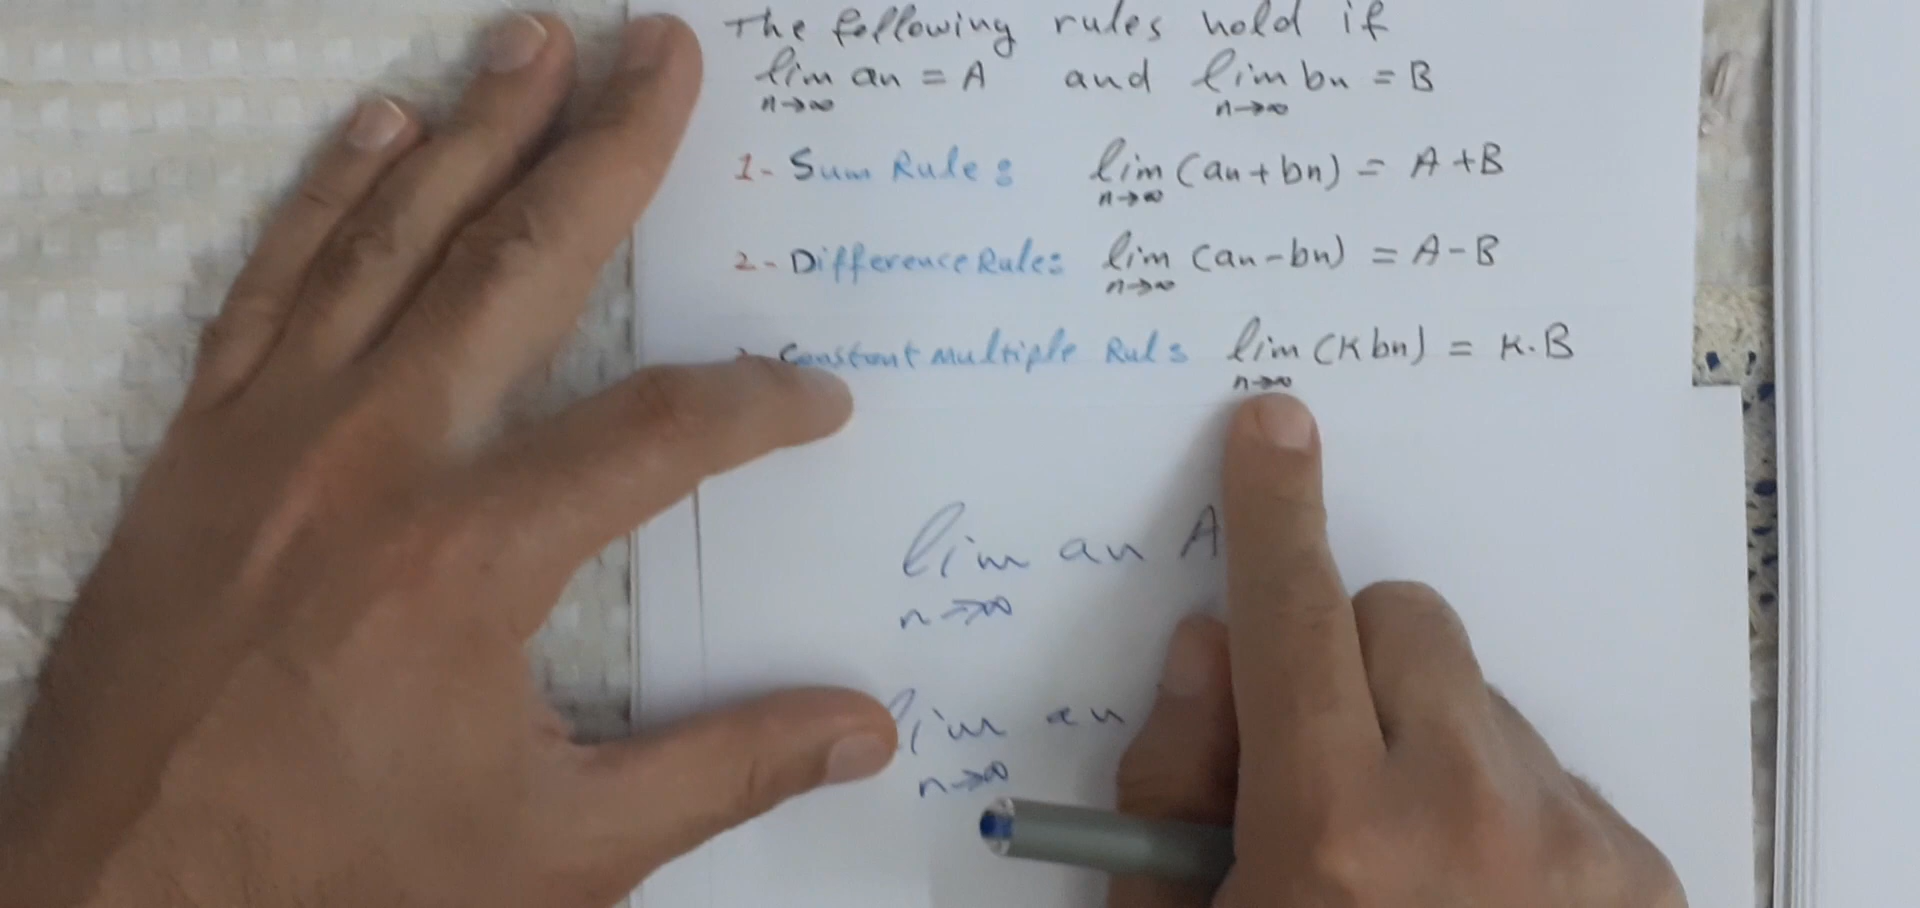 The following rules hold if
lim an = A and lim bn = B
n→∞ n→∞
1- Sum Rule: lim (an + bn) = A + B
n→∞
2- Difference Rule: lim (an - bn) = A - B
n→∞
Constant Multiple Rul: lim (K bn) = K. B
n→∞
lim an A
n→∞
lim an
n→∞